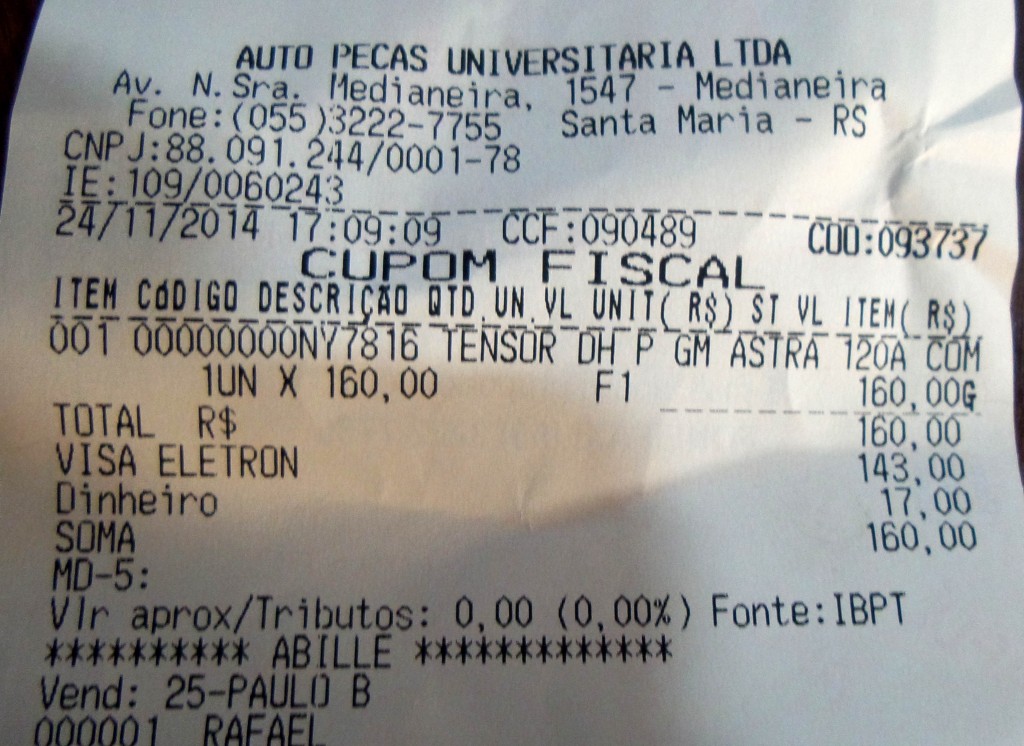 AUTO PECAS UNIVERSITARIA LTDA
Av. N. Sra. Medianeira, 1547 - Medianeira
Fone:(055)3222-7755 Santa Maria - RS
CNPJ:88.091.244/0001-78
IE:109/0060243
24/11/2014 17:09:09 CCF:090489 COO:093737
CUPOM FISCAL
ITEM CóDIGO DESCRIÇÃO QTD.UN.VL UNIT( R$) ST VL ITEM( R$)
001 00000000NY7816 TENSOR DH P GM ASTRA 120A COM
1UN X 160,00 F1 160,00G
TOTAL R$ 160,00
VISA ELETRON 143,00
Dinheiro 17,00
SOMA 160,00
MD-5:
Vlr aprox/Tributos: 0,00 (0,00%) Fonte:IBPT
********** ABILLE *************
Vend: 25-PAULO B
000001 RAFAEL